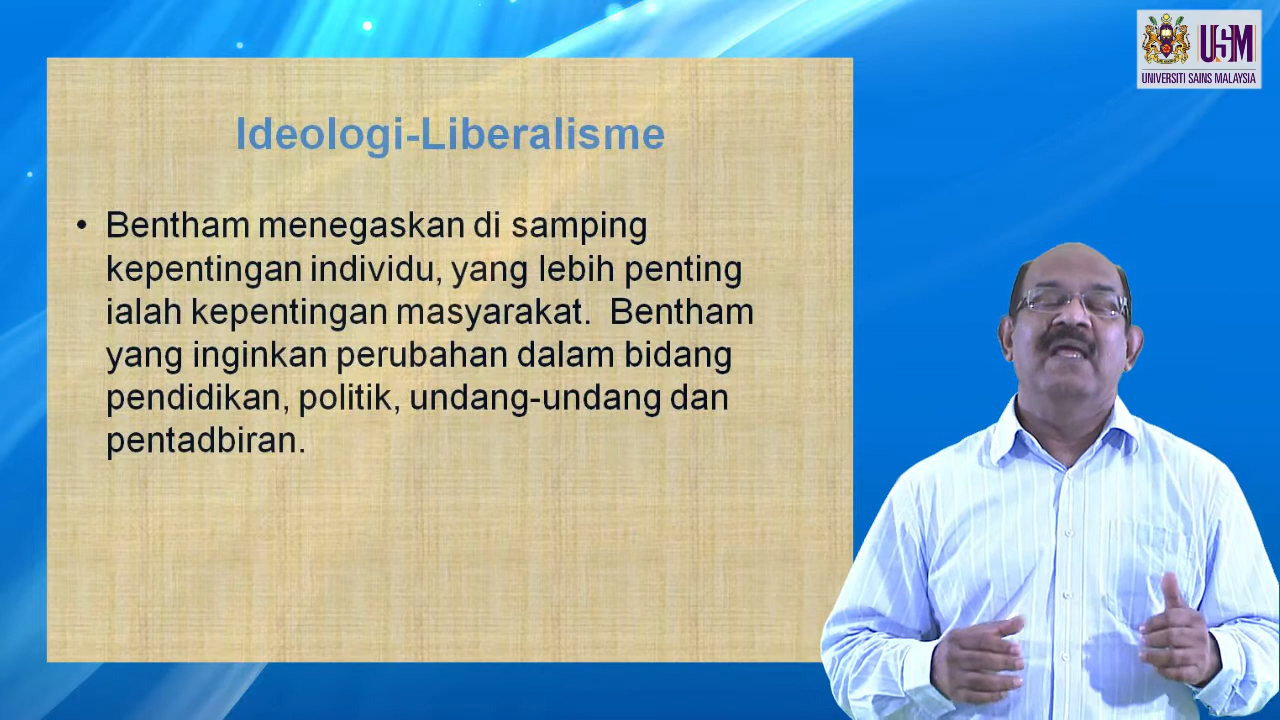 USM
UNIVERSITI SAINS MALAYSIA
Ideologi-Liberalisme
• Bentham menegaskan di samping
kepentingan individu, yang lebih penting
ialah kepentingan masyarakat.  Bentham
yang inginkan perubahan dalam bidang
pendidikan, politik, undang-undang dan
pentadbiran.